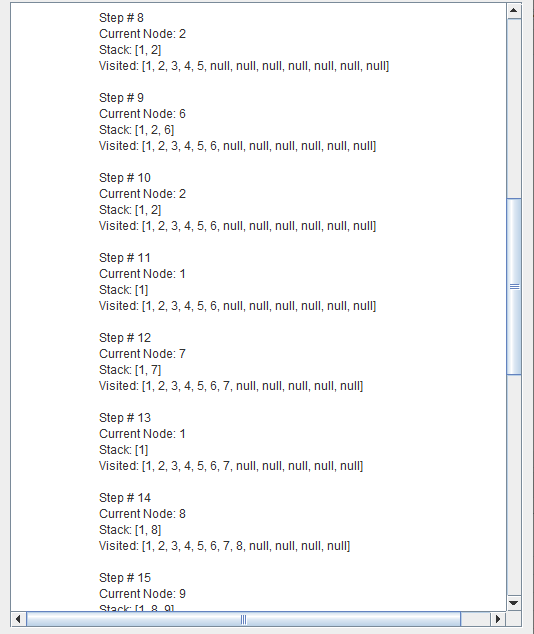 Step # 8
Current Node: 2
Stack: [1, 2]
Visited: [1, 2, 3, 4, 5, null, null, null, null, null, null, null]
Step # 9
Current Node: 6
Stack: [1, 2, 6]
Visited: [1, 2, 3, 4, 5, 6, null, null, null, null, null, null]
Step # 10
Current Node: 2
Stack: [1, 2]
Visited: [1, 2, 3, 4, 5, 6, null, null, null, null, null, null]
Step # 11
Current Node: 1
Stack: [1]
Visited: [1, 2, 3, 4, 5, 6, null, null, null, null, null, null]
Step # 12
Current Node: 7
Stack: [1, 7]
Visited: [1, 2, 3, 4, 5, 6, 7, null, null, null, null, null]
Step # 13
Current Node: 1
Stack: [1]
Visited: [1, 2, 3, 4, 5, 6, 7, null, null, null, null, null]
Step # 14
Current Node: 8
Stack: [1, 8]
Visited: [1, 2, 3, 4, 5, 6, 7, 8, null, null, null, null]
Step # 15
Current Node: 9
Stack: [1, 8, 9]